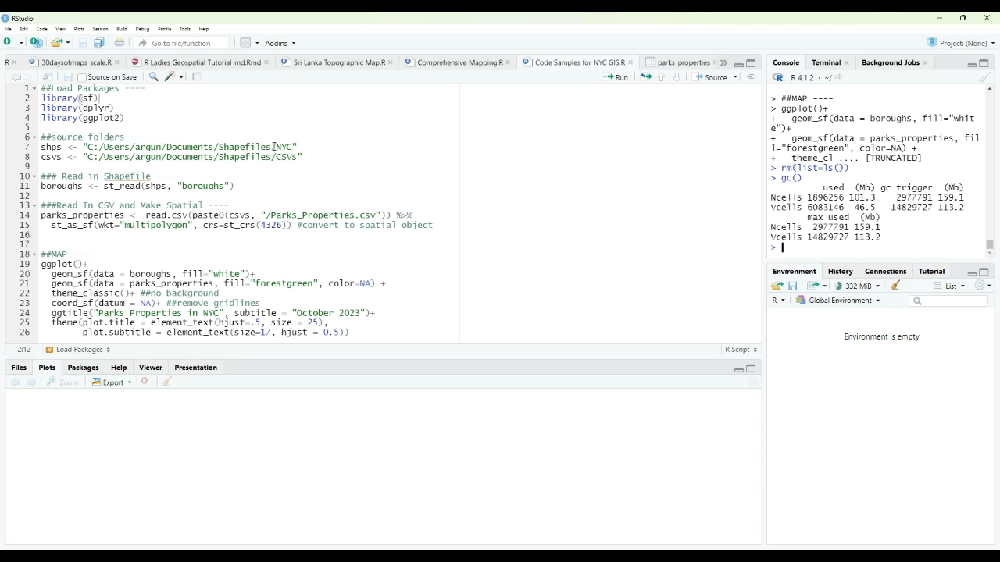 RStudio
File Edit Code View Plots Session Build Debug Profile Tools Help
Go to file/function Addins Project: (None)
R 30daysofmaps_scale.R R Ladies Geospatial Tutorial_md.Rmd Sri Lanka Topographic Map.R Comprehensive Mapping.R Code Samples for NYC GIS.R parks_properties
Source on Save Run Source
1 ##Load Packages ----
2 library(sf)
3 library(dplyr)
4 library(ggplot2)
5
6 ##source folders -----
7 shps <- "C:/Users/argun/Documents/Shapefiles/NYC"
8 csvs <- "C:/Users/argun/Documents/Shapefiles/CSVs"
9
10 ### Read in Shapefile ----
11 boroughs <- st_read(shps, "boroughs")
12
13 ###Read In CSV and Make Spatial ----
14 parks_properties <- read.csv(paste0(csvs, "/Parks_Properties.csv")) %>%
15 st_as_sf(wkt="multipolygon", crs=st_crs(4326)) #convert to spatial object
16
17
18 ##MAP ----
19 ggplot()+
20 geom_sf(data = boroughs, fill="white")+
21 geom_sf(data = parks_properties, fill="forestgreen", color=NA) +
22 theme_classic()+ ##no background
23 coord_sf(datum = NA)+ ##remove gridlines
24 ggtitle("Parks Properties in NYC", subtitle = "October 2023")+
25 theme(plot.title = element_text(hjust=.5, size = 25),
26 plot.subtitle = element_text(size=17, hjust = 0.5))
2:12 Load Packages R Script
Files Plots Packages Help Viewer Presentation
Zoom Export
Console Terminal Background Jobs
R 4.1.2 · ~/
> ##MAP ----
> ggplot()+
+ geom_sf(data = boroughs, fill="whit
e")+
+ geom_sf(data = parks_properties, fil
l="forestgreen", color=NA) +
+ theme_cl .... [TRUNCATED]
> rm(list=ls())
> gc()
used (Mb) gc trigger (Mb)
Ncells 1896256 101.3 2977791 159.1
Vcells 6083146 46.5 14829727 113.2
max used (Mb)
Ncells 2977791 159.1
Vcells 14829727 113.2
>
Environment History Connections Tutorial
332 MiB List
R Global Environment
Environment is empty